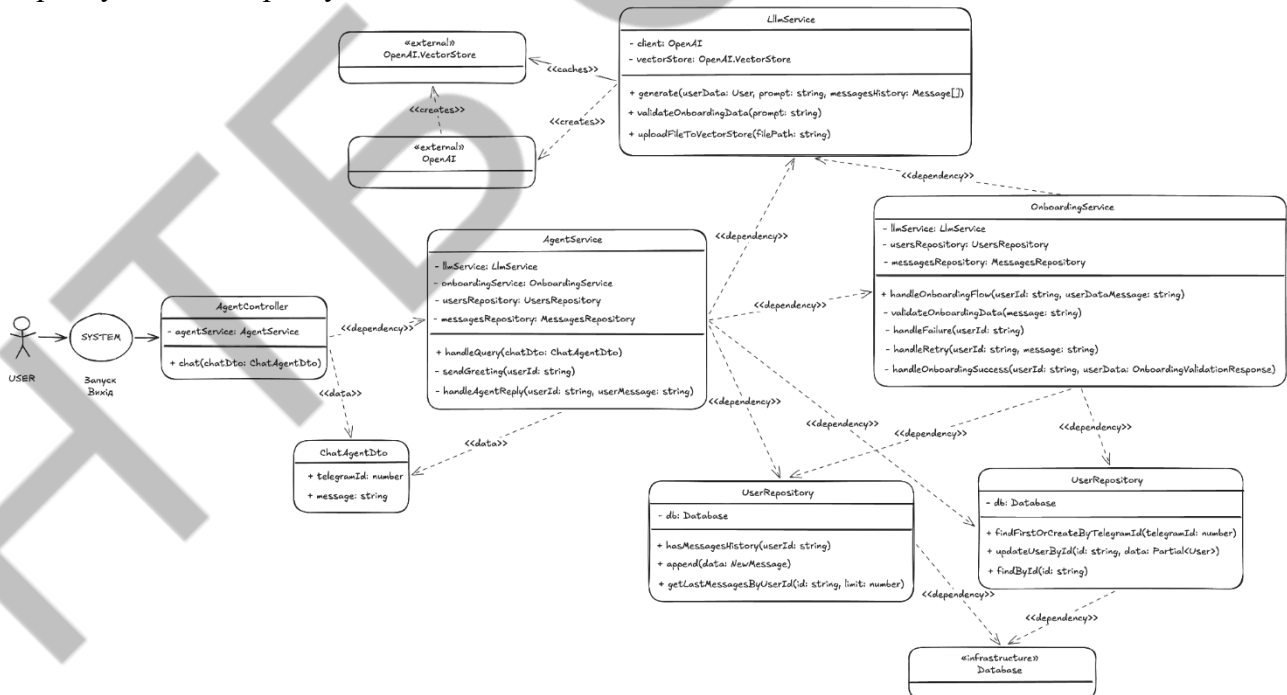 LlmService
- client: OpenAI
- vectorStore: OpenAI.VectorStore
+ generate(userData: User, prompt: string, messagesHistory: Message[])
+ validateOnboardingData(prompt: string)
+ uploadFileToVectorStore(filePath: string)
«external»
OpenAI.VectorStore
<<caches>>
<<creates>>
<<creates>>
«external»
OpenAI
<<dependency>>
<<dependency>>
<<dependency>>
OnboardingService
- llmService: LlmService
- usersRepository: UsersRepository
- messagesRepository: MessagesRepository
+ handleOnboardingFlow(userId: string, userDataMessage: string)
- validateOnboardingData(message: string)
- handleFailure(userId: string)
- handleRetry(userId: string, message: string)
- handleOnboardingSuccess(userId: string, userData: OnboardingValidationResponse)
AgentService
- llmService: LlmService
- onboardingService: OnboardingService
- usersRepository: UsersRepository
- messagesRepository: MessagesRepository
+ handleQuery(chatDto: ChatAgentDto)
- sendGreeting(userId: string)
- handleAgentReply(userId: string, userMessage: string)
USER
SYSTEM
Запуск
Вихід
AgentController
- agentService: AgentService
+ chat(chatDto: ChatAgentDto)
<<dependency>>
<<data>>
<<data>>
ChatAgentDto
+ telegramId: number
+ message: string
<<dependency>>
<<dependency>>
<<dependency>>
<<dependency>>
UserRepository
- db: Database
+ hasMessagesHistory(userId: string)
+ append(data: NewMessage)
+ getLastMessagesByUserId(id: string, limit: number)
UserRepository
- db: Database
+ findFirstOrCreateByTelegramId(telegramId: number)
+ updateUserById(id: string, data: Partial<User>)
+ findById(id: string)
<<dependency>>
<<dependency>>
«infrastructure»
Database